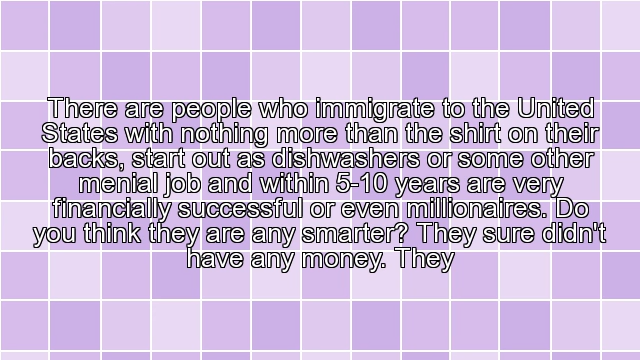 There are people who immigrate to the United
States with nothing more than the shirt on their
backs, start out as dishwashers or some other
menial job and within 5-10 years are very
financially successful or even millionaires. Do
you think they are any smarter? They sure didn't
have any money. They